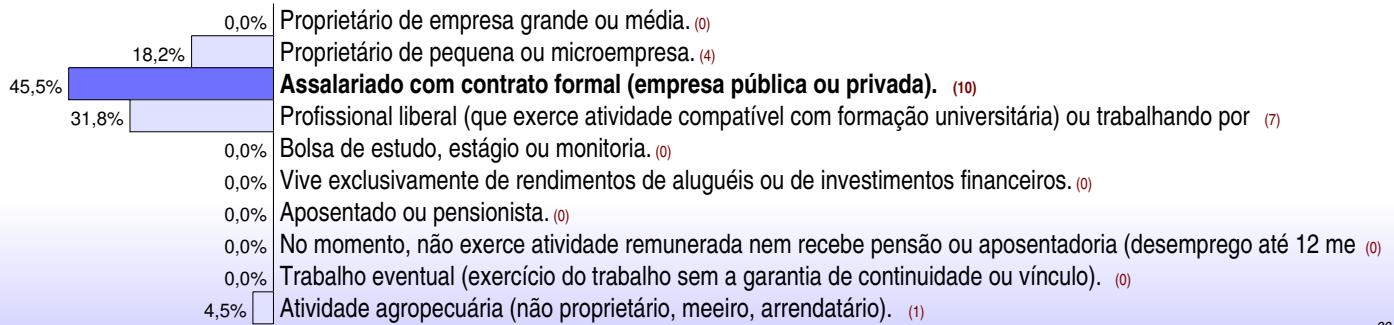 0,0% Proprietário de empresa grande ou média. (0)
18,2% Proprietário de pequena ou microempresa. (4)
45,5% Assalariado com contrato formal (empresa pública ou privada). (10)
31,8% Profissional liberal (que exerce atividade compatível com formação universitária) ou trabalhando por (7)
0,0% Bolsa de estudo, estágio ou monitoria. (0)
0,0% Vive exclusivamente de rendimentos de aluguéis ou de investimentos financeiros. (0)
0,0% Aposentado ou pensionista. (0)
0,0% No momento, não exerce atividade remunerada nem recebe pensão ou aposentadoria (desemprego até 12 me (0)
0,0% Trabalho eventual (exercício do trabalho sem a garantia de continuidade ou vínculo). (0)
4,5% Atividade agropecuária (não proprietário, meeiro, arrendatário). (1)